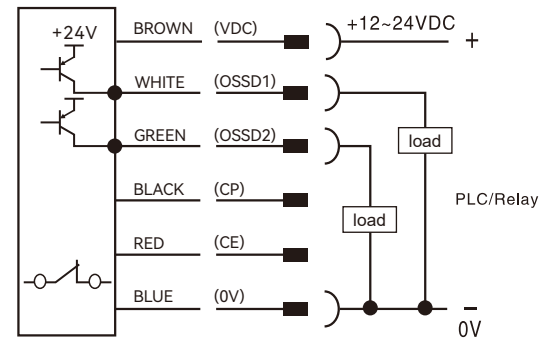 +24V
BROWN (VDC) +12~24VDC +
WHITE (OSSD1)
GREEN (OSSD2) load
BLACK (CP) PLC/Relay
load
RED (CE)
BLUE (0V) −
0V